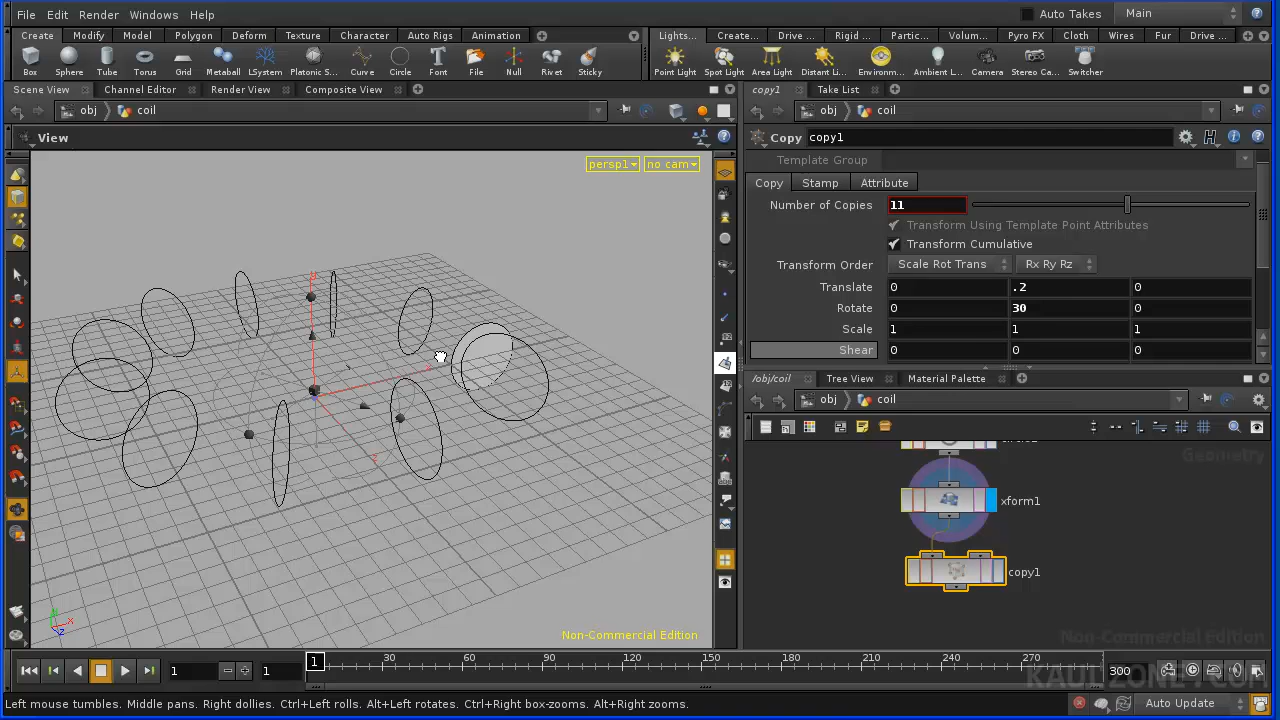 File Edit Render Windows Help Auto Takes Main
Create Modify Model Polygon Deform Texture Character Auto Rigs Animation Lights... Create... Drive ... Rigid ... Partic... Volum... Pyro FX Cloth Wires Fur Drive ...
Box Sphere Tube Torus Grid Metaball LSystem Platonic S... Curve Circle Font File Null Rivet Sticky Point Light Spot Light Area Light Distant Li... Environm... Ambient L... Camera Stereo Ca... Switcher
Scene View Channel Editor Render View Composite View copy1 Take List
obj coil obj coil
View Copy copy1
persp1 no cam
Template Group
Copy Stamp Attribute
Number of Copies 11
Transform Using Template Point Attributes
Transform Cumulative
Transform Order Scale Rot Trans Rx Ry Rz
Translate 0 .2 0
Rotate 0 30 0
Scale 1 1 1
Shear 0 0 0
/obj/coil Tree View Material Palette
obj coil
Geometry
xform1
copy1
Non-Commercial Edition
Non-Commercial Edition
1 1 1 30 60 90 120 150 180 210 240 270 300
Left mouse tumbles. Middle pans. Right dollies. Ctrl+Left rolls. Alt+Left rotates. Ctrl+Right box-zooms. Alt+Right zooms. Auto Update